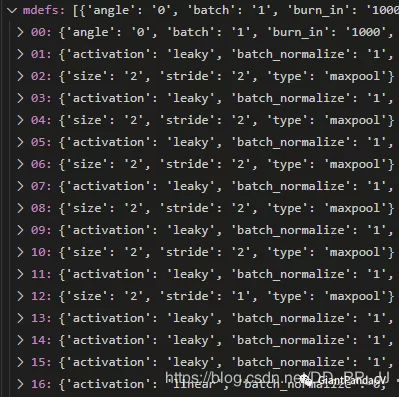 mdefs: [{'angle': '0', 'batch': '1', 'burn_in': '1000
00: {'angle': '0', 'batch': '1', 'burn_in': '1000',
01: {'activation': 'leaky', 'batch_normalize': '1',
02: {'size': '2', 'stride': '2', 'type': 'maxpool'}
03: {'activation': 'leaky', 'batch_normalize': '1',
04: {'size': '2', 'stride': '2', 'type': 'maxpool'}
05: {'activation': 'leaky', 'batch_normalize': '1',
06: {'size': '2', 'stride': '2', 'type': 'maxpool'}
07: {'activation': 'leaky', 'batch_normalize': '1',
08: {'size': '2', 'stride': '2', 'type': 'maxpool'}
09: {'activation': 'leaky', 'batch_normalize': '1',
10: {'size': '2', 'stride': '2', 'type': 'maxpool'}
11: {'activation': 'leaky', 'batch_normalize': '1',
12: {'size': '2', 'stride': '1', 'type': 'maxpool'}
13: {'activation': 'leaky', 'batch_normalize': '1',
14: {'activation': 'leaky', 'batch_normalize': '1',
15: {'activation': 'leaky', 'batch_normalize': '1',
16: {'activation': 'linear', 'batch_normalize': 0,
https://blog.csdn.net/DD_PP_JJ
GiantPandaCV